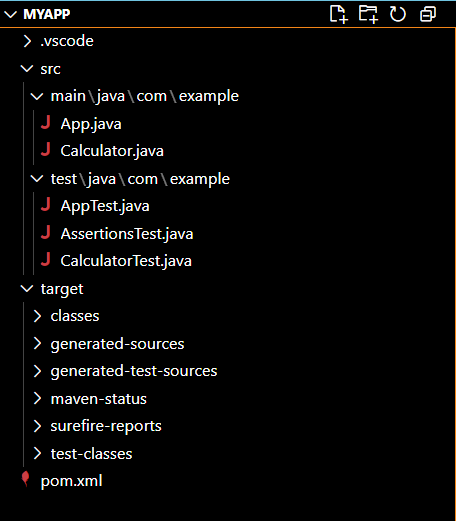 MYAPP
.vscode
src
main\java\com\example
App.java
Calculator.java
test\java\com\example
AppTest.java
AssertionsTest.java
CalculatorTest.java
target
classes
generated-sources
generated-test-sources
maven-status
surefire-reports
test-classes
pom.xml